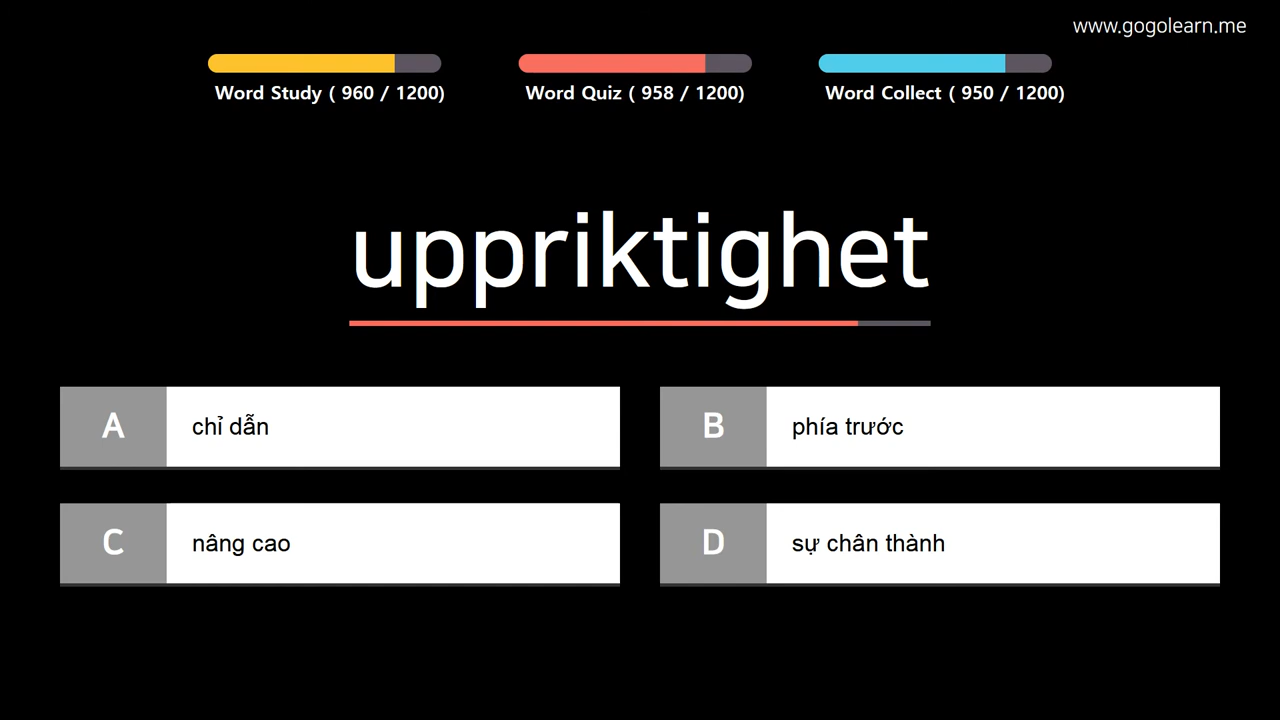 www.gogolearn.me
Word Study ( 960 / 1200)
Word Quiz ( 958 / 1200)
Word Collect ( 950 / 1200)
uppriktighet
A
chỉ dẫn
B
phía trước
C
nâng cao
D
sự chân thành